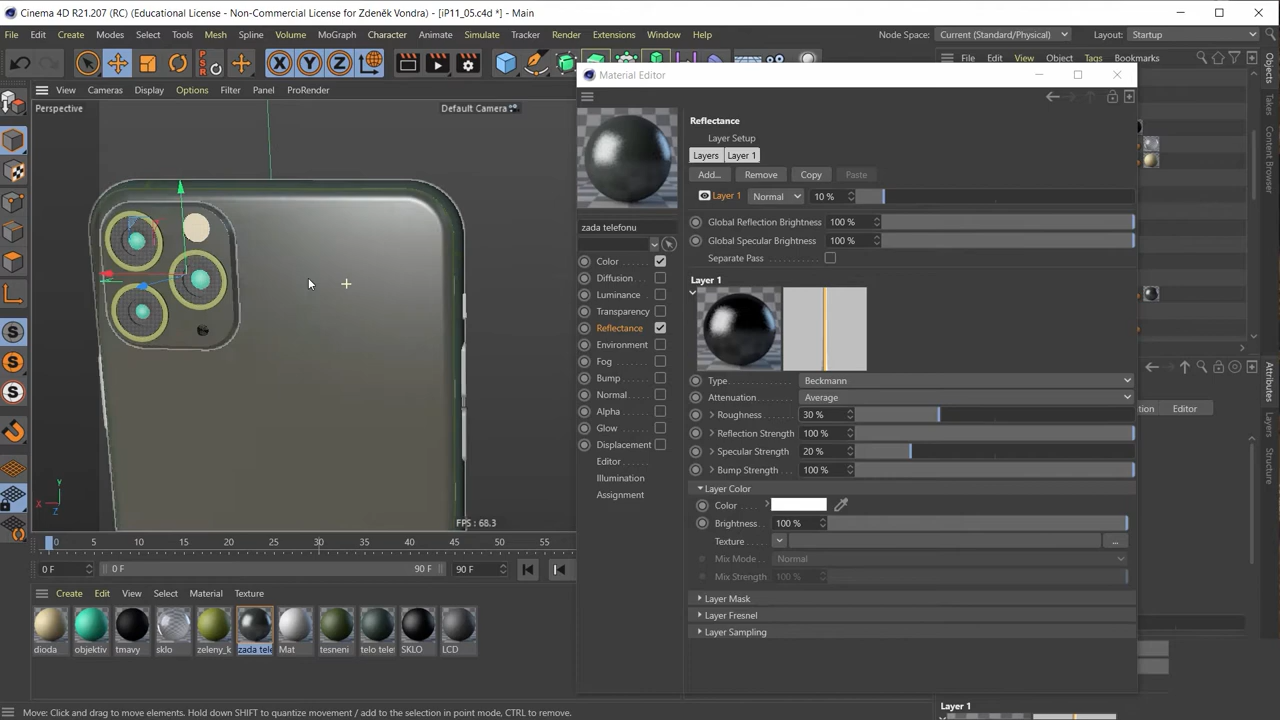 Cinema 4D R21.207 (RC) (Educational License - Non-Commercial License for Zdeněk Vondra) - [iP11_05.c4d *] - Main
File Edit Create Modes Select Tools Mesh Spline Volume MoGraph Character Animate Simulate Tracker Render Extensions Window Help Node Space: Current (Standard/Physical) Layout: Startup
File Edit View Object Tags Bookmarks
View Cameras Display Options Filter Panel ProRender
Perspective Default Camera
X Y Z
PSR
0
Material Editor
Reflectance
Layer Setup
Layers Layer 1
Add... Remove Copy Paste
Layer 1 Normal 10 %
zada telefonu
Global Reflection Brightness 100 %
Global Specular Brightness 100 %
Separate Pass
Color
Diffusion
Luminance
Transparency
Reflectance
Environment
Fog
Bump
Normal
Alpha
Glow
Displacement
Editor
Illumination
Assignment
Layer 1
Type Beckmann
Attenuation Average
Roughness 30 %
Reflection Strength 100 %
Specular Strength 20 %
Bump Strength 100 %
Layer Color
Color
Brightness 100 %
Texture ...
Mix Mode Normal
Mix Strength 100 %
Layer Mask
Layer Fresnel
Layer Sampling
Objects
Takes
Content Browser
Attributes
Layers
Structure
Editor
Y
X
Z
FPS : 68.3
0 5 10 15 20 25 30 35 40 45 50 55
0 F 0 F 90 F 90 F
Create Edit View Select Material Texture
dioda objektiv tmavy sklo zeleny_k zada tele Mat tesneni telo tele SKLO LCD
Layer 1
Move: Click and drag to move elements. Hold down SHIFT to quantize movement / add to the selection in point mode, CTRL to remove.